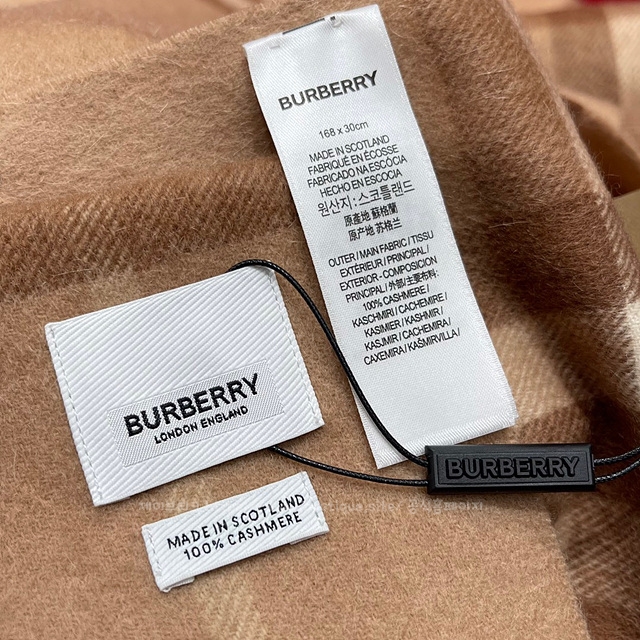 BURBERRY
168 x 30cm
MADE IN SCOTLAND
FABRIQUÉ EN ÉCOSSE
FABRICADO NA ESCÓCIA
HECHO EN ESCOCIA
원산지: 스코틀랜드
原產地 蘇格蘭
原产地 苏格兰
OUTER / MAIN FABRIC / TISSU
EXTÉRIEUR / PRINCIPAL /
EXTERIOR - COMPOSICION
PRINCIPAL / 外部/主要布料:
100% CASHMERE /
KASCHMIRI / CACHEMIRE /
KASIMIER / KASHMIR /
KASJMIR / CACHEMIRA /
CAXEMIRA / KAŠMIRVILLA /
BURBERRY
LONDON ENGLAND
BURBERRY
MADE IN SCOTLAND
100% CASHMERE